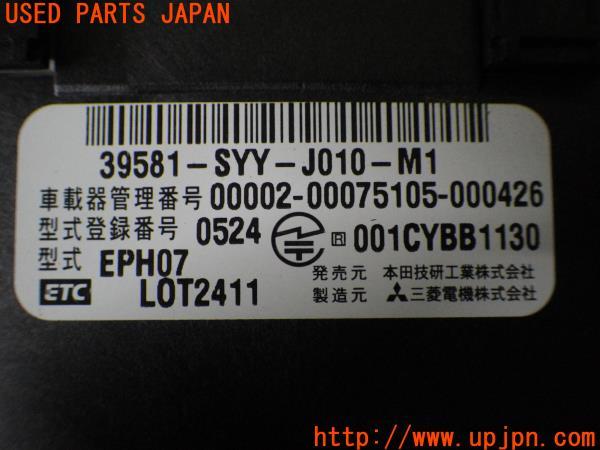 USED PARTS JAPAN
39581-SYY-J010-M1
車載器管理番号 00002-00075105-000426
型式登録番号 0524 R 001CYBB1130
型式 EPH07 発売元 本田技研工業株式会社
ETC LOT2411 製造元 三菱電機株式会社
http://www.upjpn.com